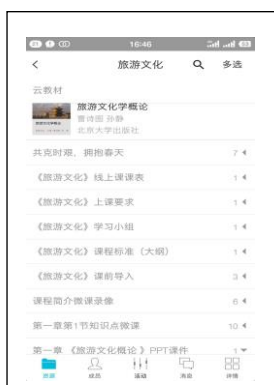 16:46
旅游文化
多选
云教材
旅游文化学概论
曹诗图 孙静
北京大学出版社
共克时艰，拥抱春天 7
《旅游文化》线上课课表 1
《旅游文化》上课要求 1
《旅游文化》学习小组 1
《旅游文化》课程标准（大纲） 1
《旅游文化》课前导入 3
课程简介微课录像 6
第一章第1节知识点微课 10
第一章 《旅游文化概论 》PPT课件 1
资源 成员 活动 消息 详情